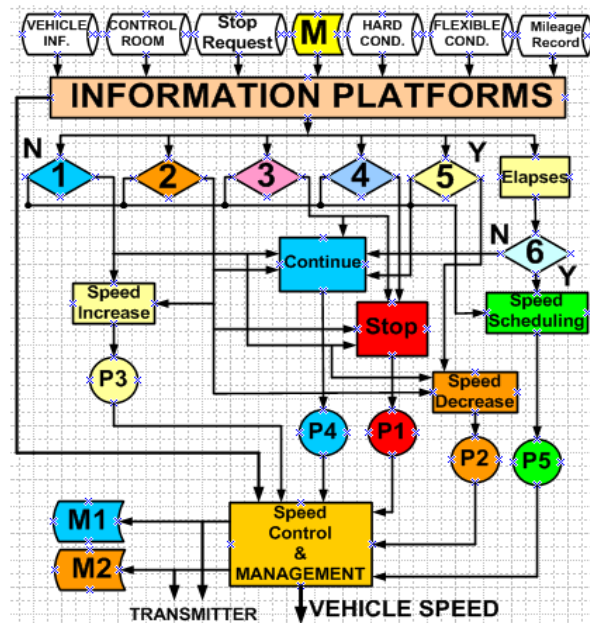 VEHICLE
INF.
CONTROL
ROOM
Stop
Request
M
HARD
COND.
FLEXIBLE
COND.
Mileage
Record
INFORMATION PLATFORMS
N
1
2
3
4
5
Y
Elapses
N
6
Y
Continue
Speed
Increase
Stop
Speed
Scheduling
Speed
Decrease
P3
P4
P1
P2
P5
M1
M2
Speed
Control
&
MANAGEMENT
TRANSMITTER
VEHICLE SPEED